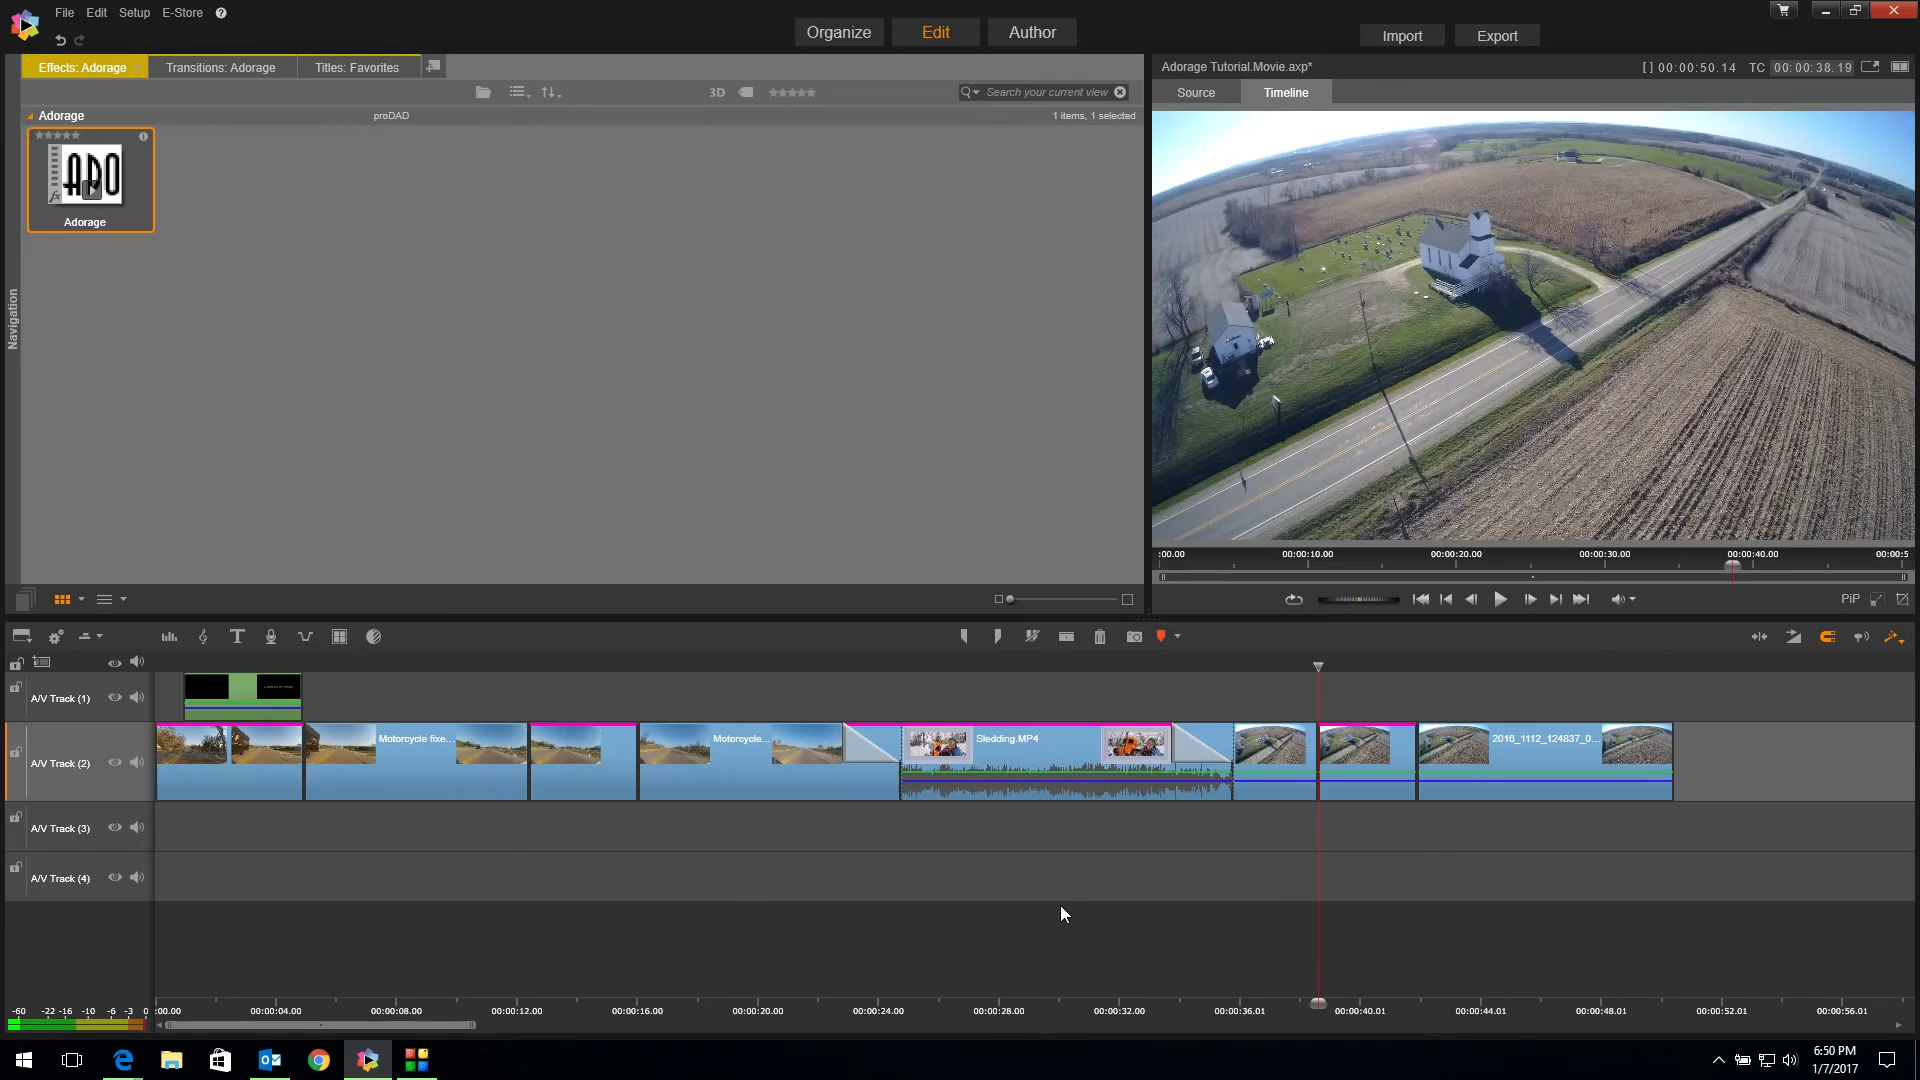 File Edit Setup E-Store
Organize Edit Author
Import Export
Effects: Adorage
Transitions: Adorage
Titles: Favorites
Adorage Tutorial.Movie.axp*
[ ] 00:00:50.14 TC 00:00:38.19
Source Timeline
3D
Search your current view
Adorage
proDAD
1 items, 1 selected
ADO
fx
Adorage
Navigation
:00.00 00:00:10.00 00:00:20.00 00:00:30.00 00:00:40.00 00:00:5
PiP
A/V Track (1)
A/V Track (2)
Motorcycle fixe...
Motorcycle...
Sledding.MP4
2016_1112_124837_0...
A/V Track (3)
A/V Track (4)
-60 -22 -16 -10 -6 -3 0
:00.00 00:00:04.00 00:00:08.00 00:00:12.00 00:00:16.00 00:00:20.00 00:00:24.00 00:00:28.00 00:00:32.00 00:00:36.01 00:00:40.01 00:00:44.01 00:00:48.01 00:00:52.01 00:00:56.01
6:50 PM
1/7/2017